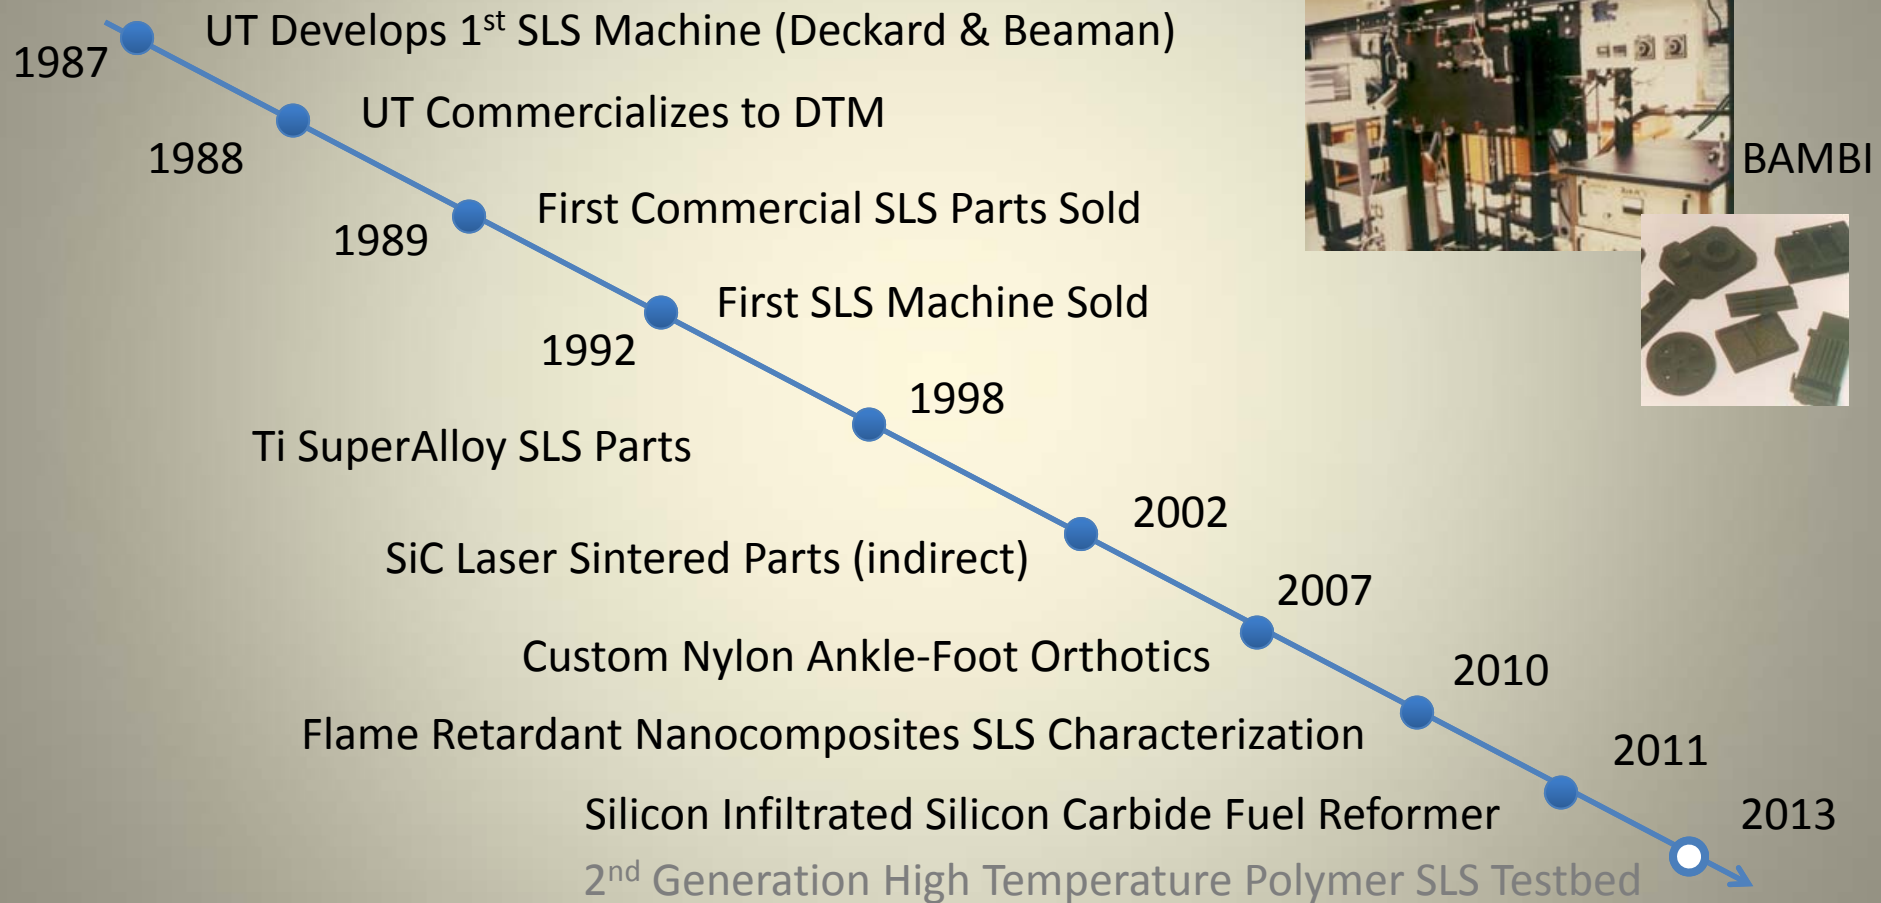 UT Develops 1st SLS Machine (Deckard & Beaman)
1987
UT Commercializes to DTM
1988
BAMBI
First Commercial SLS Parts Sold
1989
First SLS Machine Sold
1992
1998
Ti SuperAlloy SLS Parts
2002
SiC Laser Sintered Parts (indirect)
2007
Custom Nylon Ankle-Foot Orthotics
2010
Flame Retardant Nanocomposites SLS Characterization
2011
Silicon Infiltrated Silicon Carbide Fuel Reformer
2013
2nd Generation High Temperature Polymer SLS Testbed